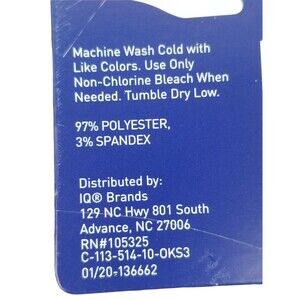 Machine Wash Cold with
Like Colors. Use Only
Non-Chlorine Bleach When
Needed. Tumble Dry Low.
97% POLYESTER,
3% SPANDEX
Distributed by:
IQ® Brands
129 NC Hwy 801 South
Advance, NC 27006
RN#105325
C-113-514-10-OKS3
01/20-136662